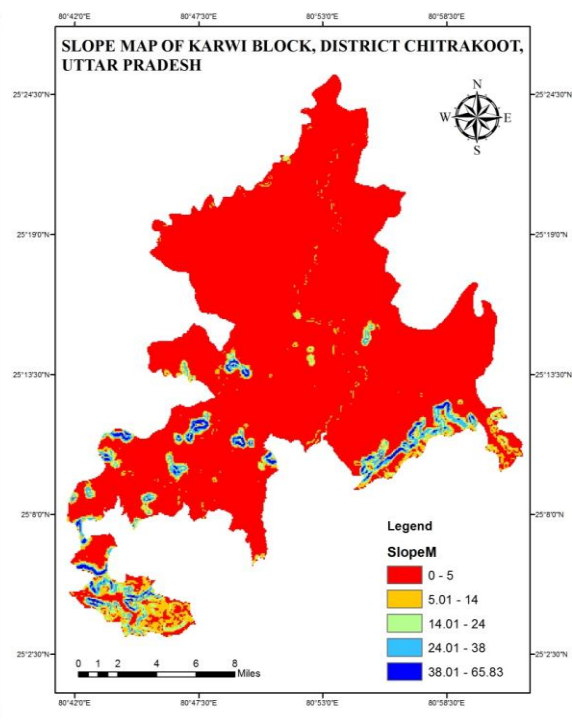 80°42'0"E 80°47'30"E 80°53'0"E 80°58'30"E
SLOPE MAP OF KARWI BLOCK, DISTRICT CHITRAKOOT,
UTTAR PRADESH
N
W E
S
25°24'30"N 25°24'30"N
25°19'0"N 25°19'0"N
25°13'30"N 25°13'30"N
25°8'0"N 25°8'0"N
Legend
SlopeM
0 - 5
5.01 - 14
14.01 - 24
24.01 - 38
38.01 - 65.83
25°2'30"N 25°2'30"N
0 1 2 4 6 8
Miles
80°42'0"E 80°47'30"E 80°53'0"E 80°58'30"E